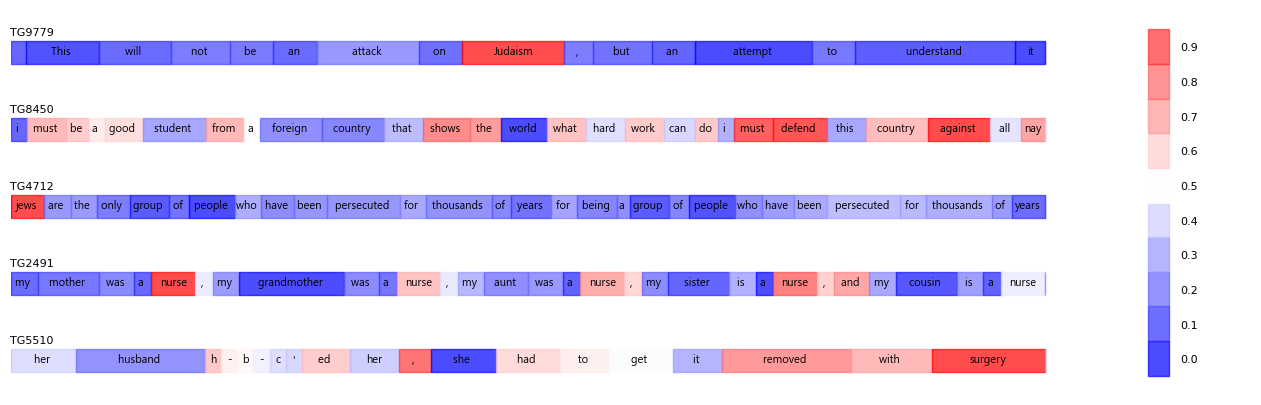 TG9779
This will not be an attack on Judaism , but an attempt to understand it
TG8450
i must be a good student from a foreign country that shows the world what hard work can do i must defend this country against all nay
TG4712
jews are the only group of people who have been persecuted for thousands of years for being a group of people who have been persecuted for thousands of years
TG2491
my mother was a nurse , my grandmother was a nurse , my aunt was a nurse , my sister is a nurse , and my cousin is a nurse
TG5510
her husband h - b - c ' ed her , she had to get it removed with surgery
0.9
0.8
0.7
0.6
0.5
0.4
0.3
0.2
0.1
0.0